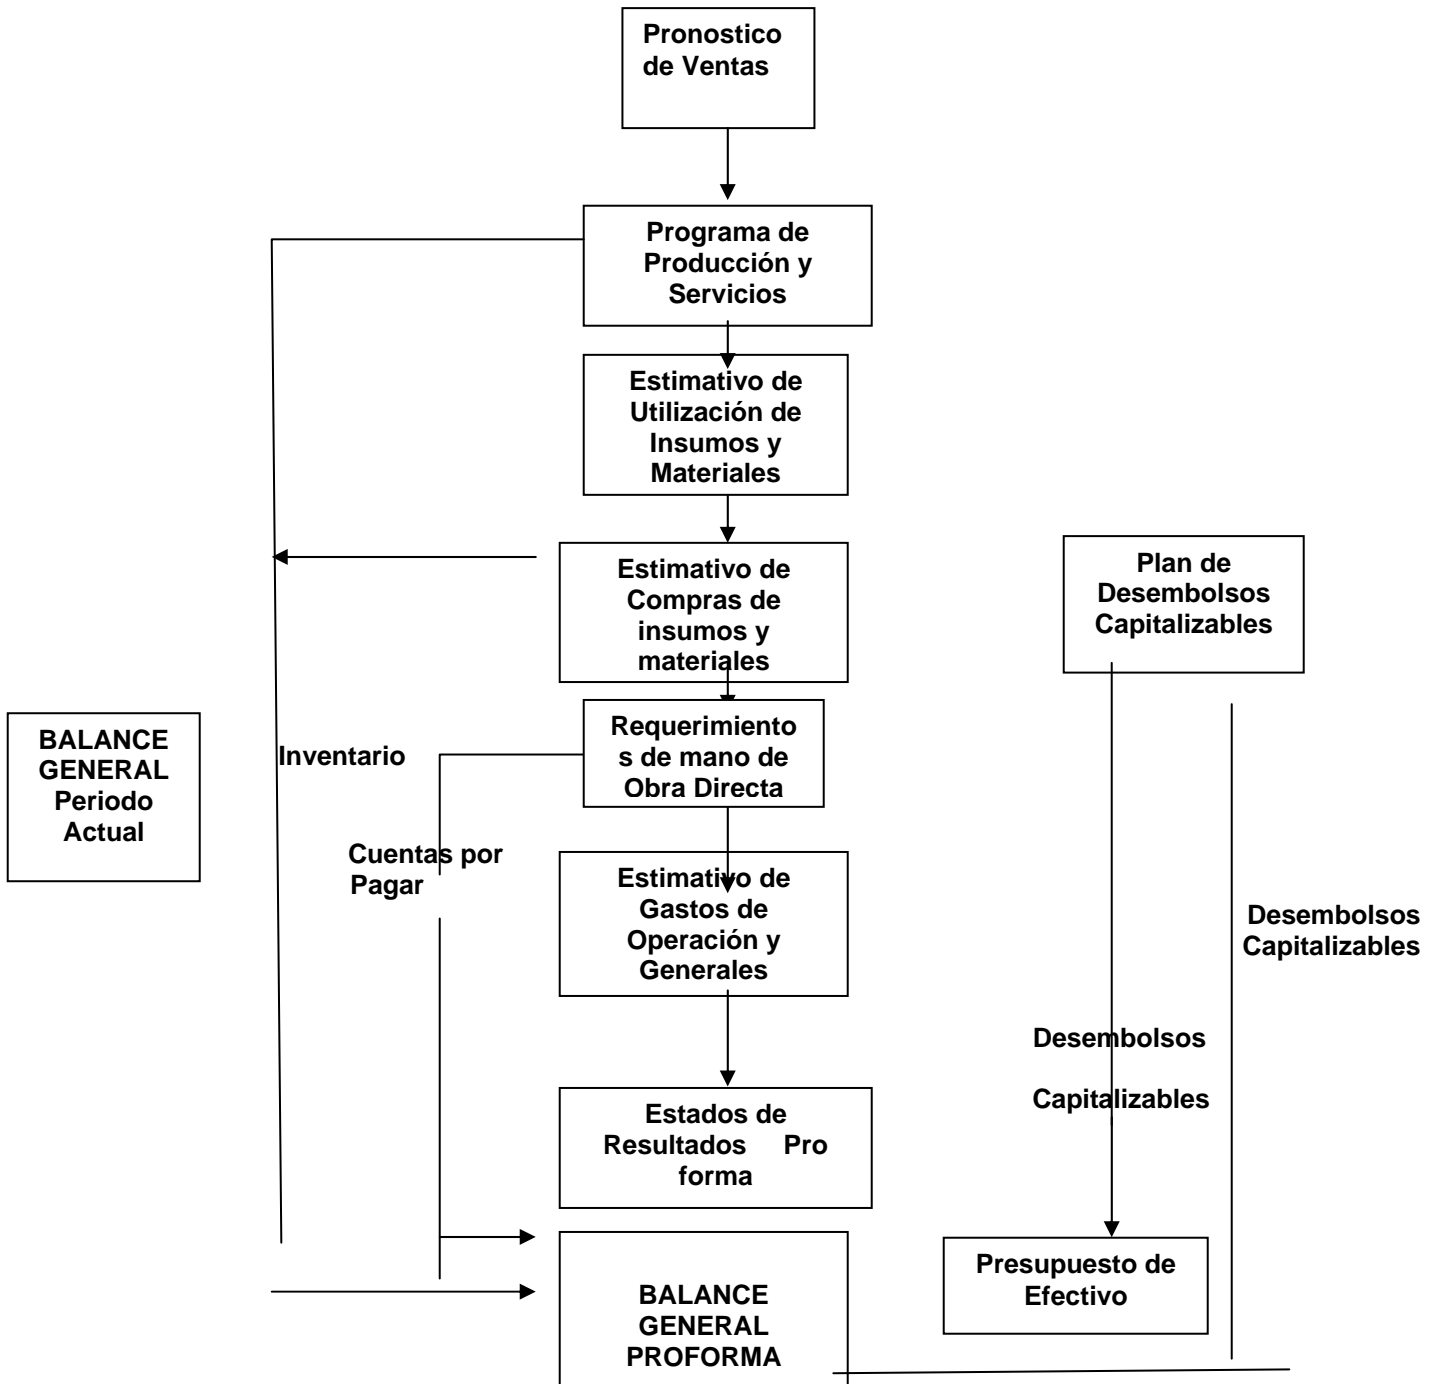 Pronostico
de Ventas
Programa de
Producción y
Servicios
Estimativo de
Utilización de
Insumos y
Materiales
Estimativo de
Compras de
insumos y
materiales
Plan de
Desembolsos
Capitalizables
BALANCE
GENERAL
Periodo
Actual
Inventario
Requerimiento
s de mano de
Obra Directa
Cuentas por
Pagar
Estimativo de
Gastos de
Operación y
Generales
Desembolsos
Capitalizables
Desembolsos
Capitalizables
Estados de
Resultados Pro
forma
BALANCE
GENERAL
PROFORMA
Presupuesto de
Efectivo